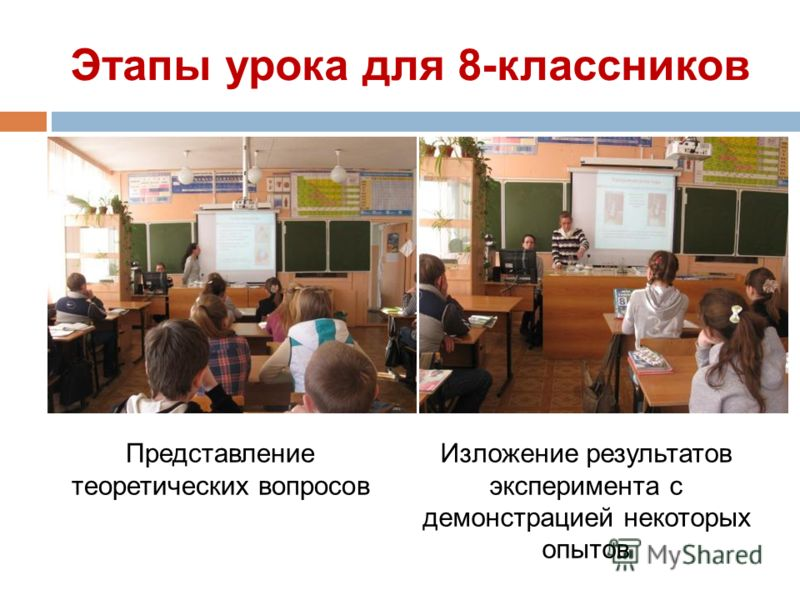 Этапы урока для 8-классников
Представление
теоретических вопросов
Изложение результатов
эксперимента с
демонстрацией некоторых
опытов
MyShared